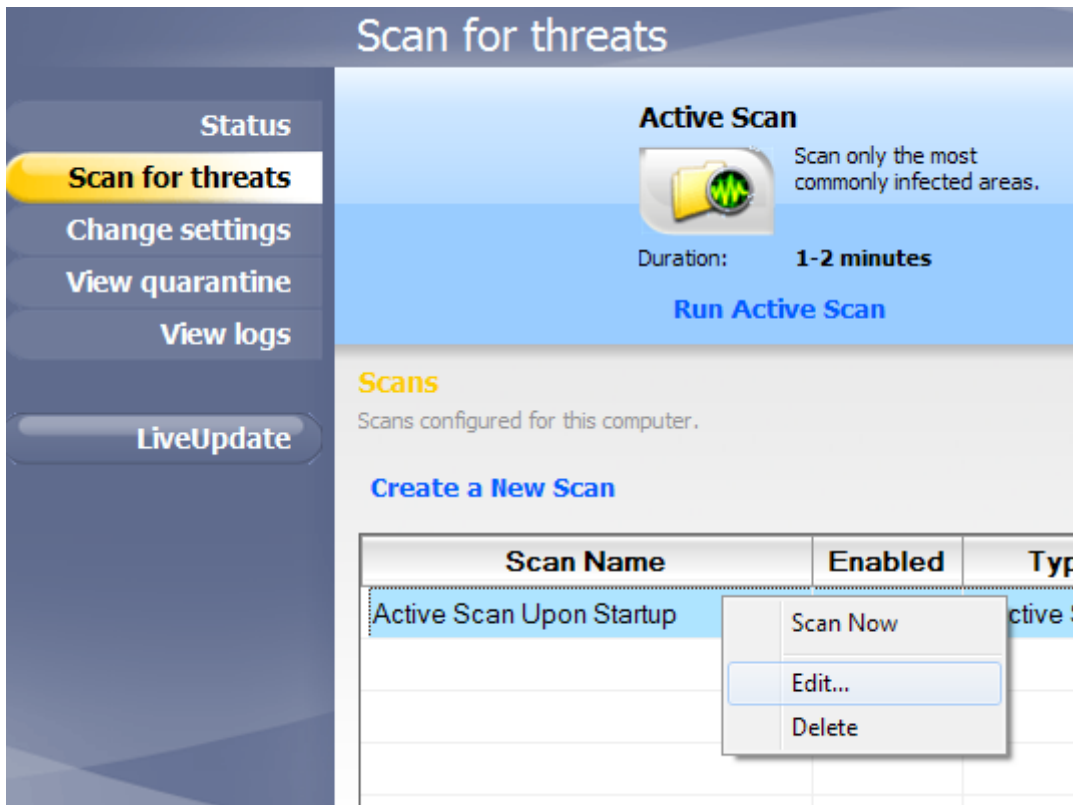 Scan for threats
Status
Scan for threats
Change settings
View quarantine
View logs
LiveUpdate
Active Scan
Scan only the most
commonly infected areas.
Duration: 1-2 minutes
Run Active Scan
Scans
Scans configured for this computer.
Create a New Scan
Scan Name Enabled Typ
Active Scan Upon Startup ctive S
Scan Now
Edit...
Delete